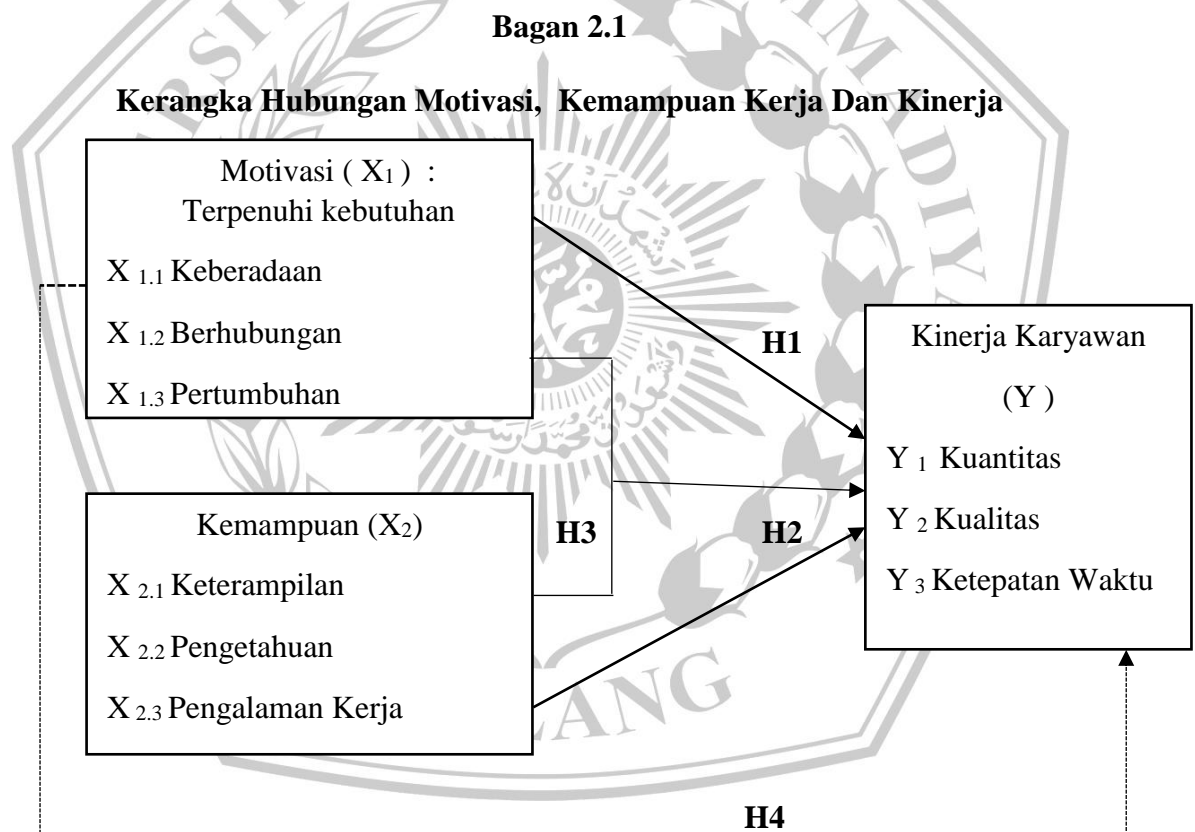 Bagan 2.1
Kerangka Hubungan Motivasi, Kemampuan Kerja Dan Kinerja
Motivasi ( X₁ ) :
Terpenuhi kebutuhan
X 1.1 Keberadaan
X 1.2 Berhubungan
X 1.3 Pertumbuhan
Kemampuan (X₂)
X 2.1 Keterampilan
X 2.2 Pengetahuan
X 2.3 Pengalaman Kerja
H1
H3
H2
Kinerja Karyawan
(Y )
Y 1 Kuantitas
Y 2 Kualitas
Y 3 Ketepatan Waktu
H4